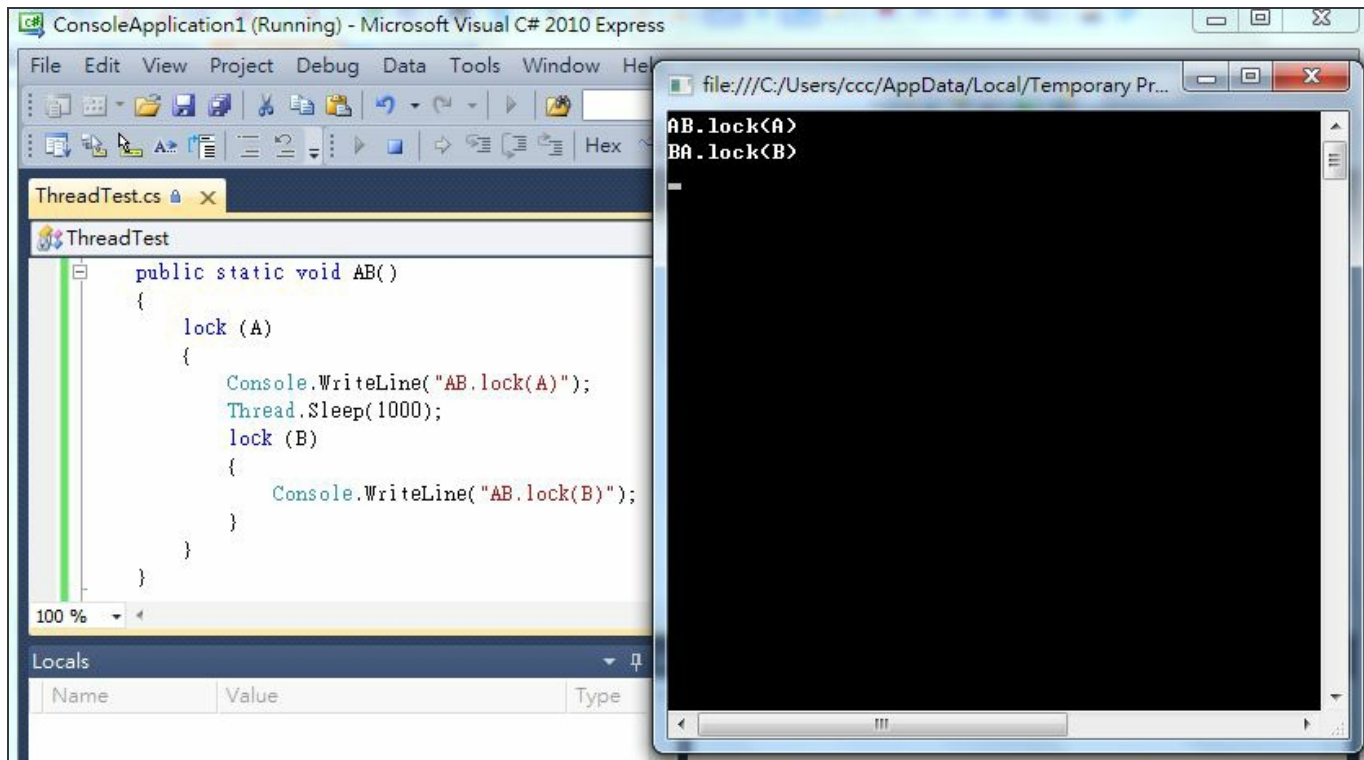 ConsoleApplication1 (Running) - Microsoft Visual C# 2010 Express
File Edit View Project Debug Data Tools Window
Hex
ThreadTest.cs
ThreadTest
public static void AB()
{
lock (A)
{
Console.WriteLine("AB.lock(A)");
Thread.Sleep(1000);
lock (B)
{
Console.WriteLine("AB.lock(B)");
}
}
}
100 %
Locals
Name Value Type
file:///C:/Users/ccc/AppData/Local/Temporary Pr...
AB.lock(A)
BA.lock(B)